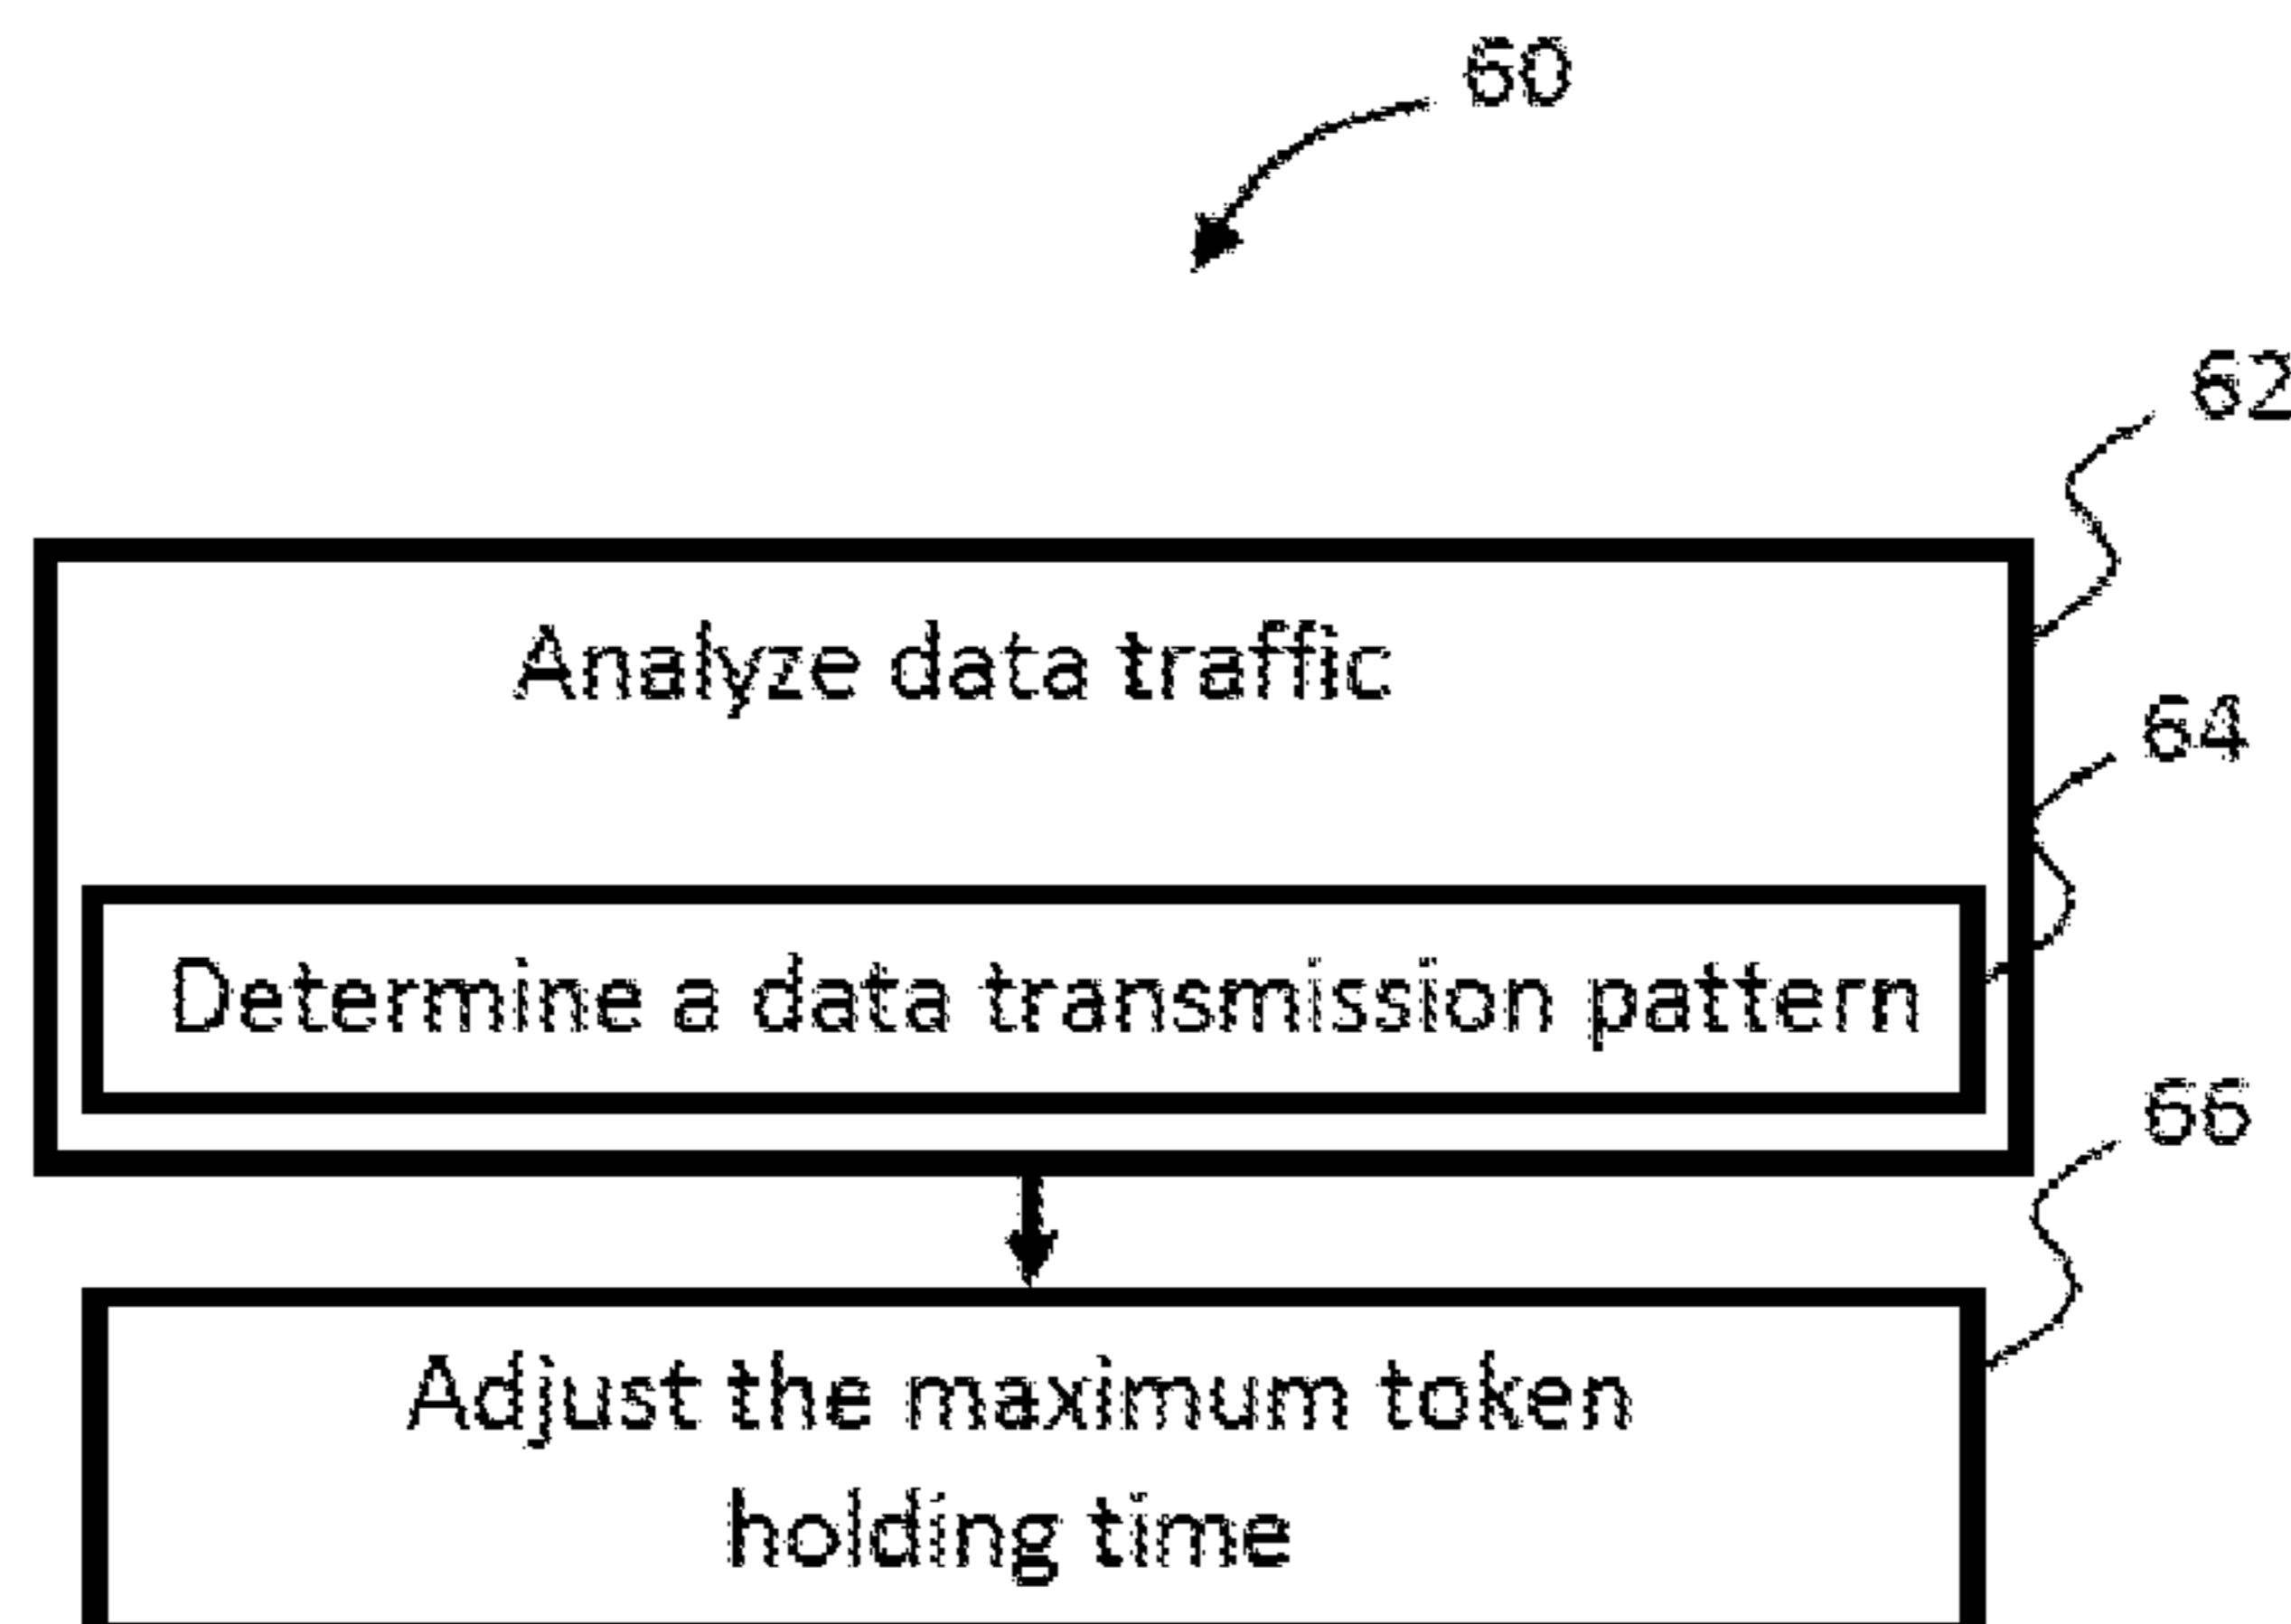 60
62
Analyze data traffic
64
Determine a data transmission pattern
66
Adjust the maximum token
holding time